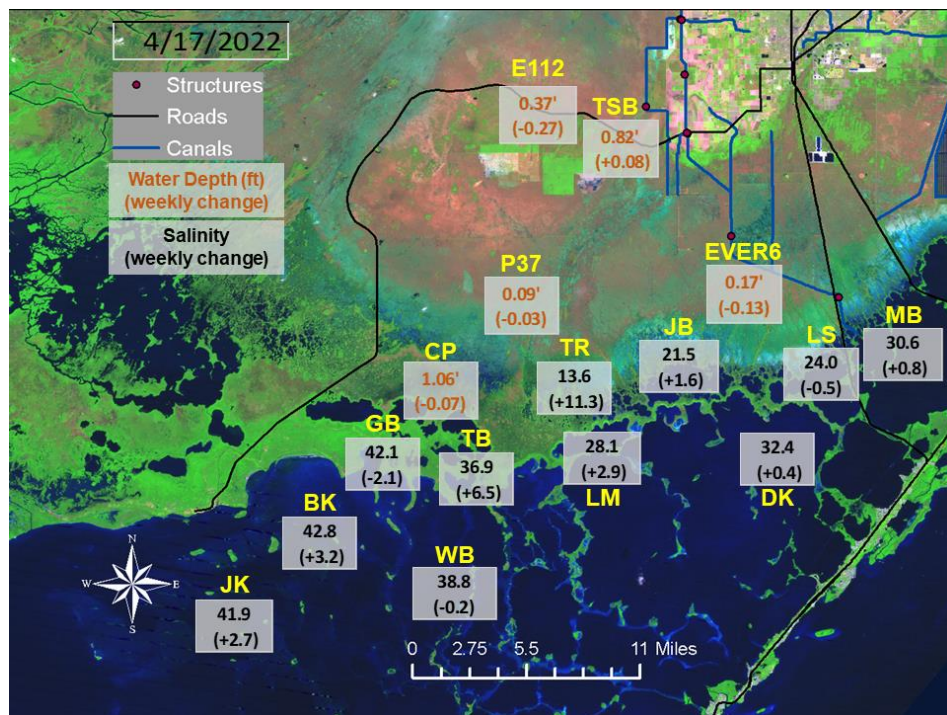 4/17/2022
Structures
Roads
Canals
Water Depth (ft)
(weekly change)
Salinity
(weekly change)
E112
0.37'
(-0.27)
TSB
0.82'
(+0.08)
P37
0.09'
(-0.03)
EVER6
0.17'
(-0.13)
MB
30.6
(+0.8)
LS
24.0
(-0.5)
JB
21.5
(+1.6)
TR
13.6
(+11.3)
CP
1.06'
(-0.07)
GB
42.1
(-2.1)
TB
36.9
(+6.5)
28.1
(+2.9)
LM
32.4
(+0.4)
DK
BK
42.8
(+3.2)
WB
38.8
(-0.2)
JK
41.9
(+2.7)
N
W
E
S
0 2.75 5.5 11 Miles